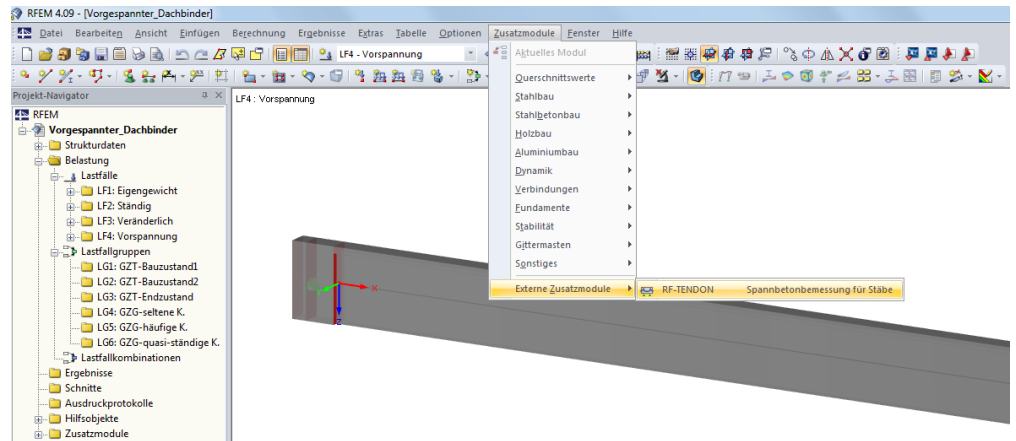 RFEM 4.09 - [Vorgespannter_Dachbinder]
Datei Bearbeiten Ansicht Einfügen Berechnung Ergebnisse Extras Tabelle Optionen Zusatzmodule Fenster Hilfe
LF4 - Vorspannung
Projekt-Navigator
RFEM
Vorgespannter_Dachbinder
Strukturdaten
Belastung
Lastfälle
LF1: Eigengewicht
LF2: Ständig
LF3: Veränderlich
LF4: Vorspannung
Lastfallgruppen
LG1: GZT-Bauzustand1
LG2: GZT-Bauzustand2
LG3: GZT-Endzustand
LG4: GZG-seltene K.
LG5: GZG-häufige K.
LG6: GZG-quasi-ständige K.
Lastfallkombinationen
Ergebnisse
Schnitte
Ausdruckprotokolle
Hilfsobjekte
Zusatzmodule
LF4 : Vorspannung
Aktuelles Modul
Querschnittswerte
Stahlbau
Stahlbetonbau
Holzbau
Aluminiumbau
Dynamik
Verbindungen
Fundamente
Stabilität
Gittermasten
Sonstiges
Externe Zusatzmodule
RF-TENDON Spannbetonbemessung für Stäbe
X
Z